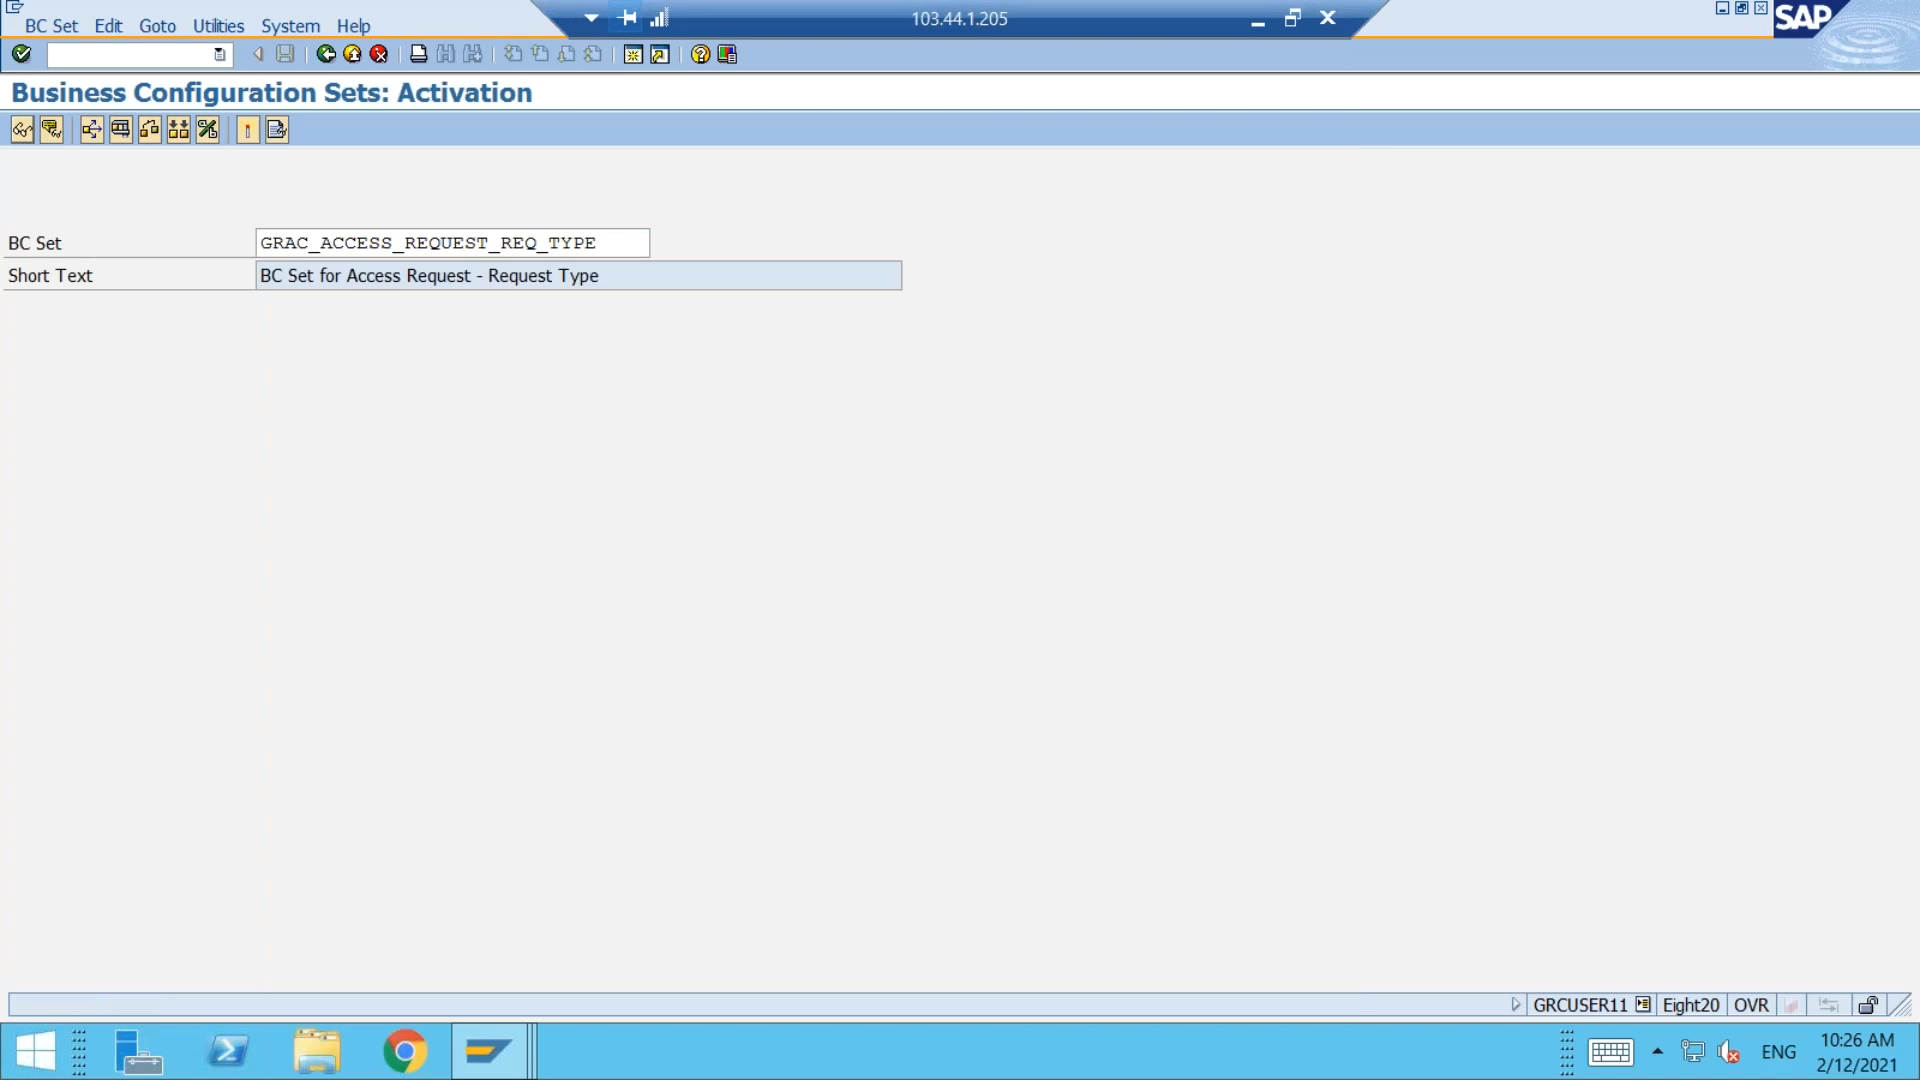 103.44.1.205
BC Set Edit Goto Utilities System Help
SAP
Business Configuration Sets: Activation
BC Set GRAC_ACCESS_REQUEST_REQ_TYPE
Short Text BC Set for Access Request - Request Type
GRCUSER11 Eight20 OVR
ENG 10:26 AM
2/12/2021